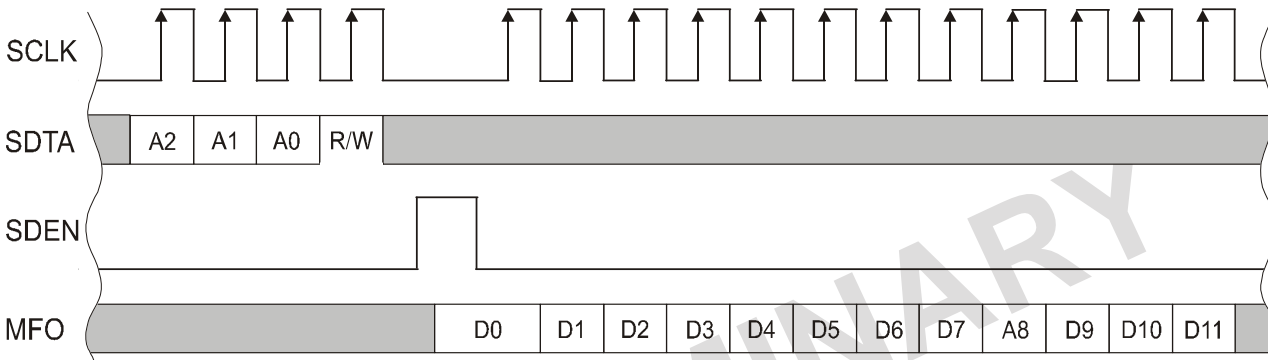 SCLK
SDTA A2 A1 A0 R/W
SDEN
MFO D0 D1 D2 D3 D4 D5 D6 D7 A8 D9 D10 D11
MINARY